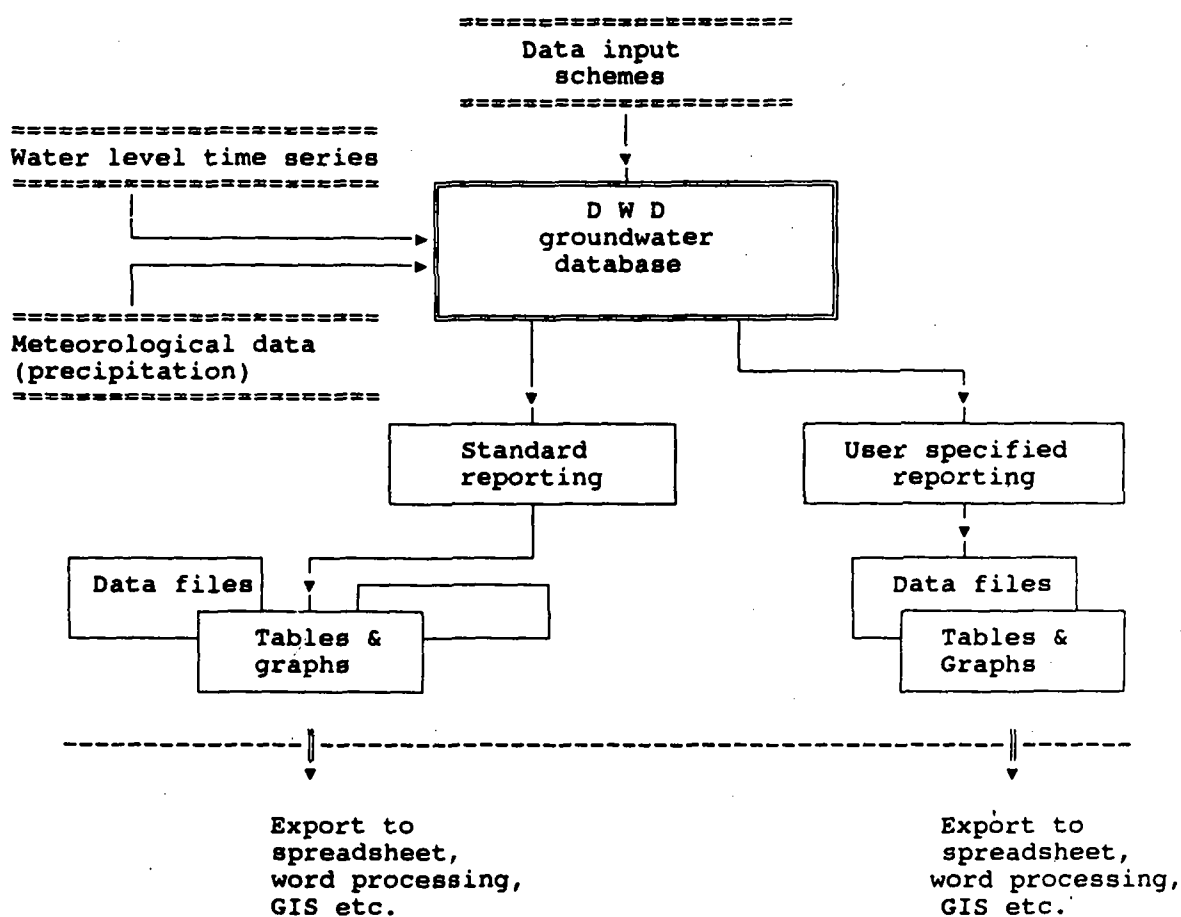 Data input
schemes
Water level time series
D W D
groundwater
database
Meteorological data
(precipitation)
Standard
reporting
User specified
reporting
Data files
Tables &
graphs
Data files
Tables &
Graphs
Export to
spreadsheet,
word processing,
GIS etc.
Export to
spreadsheet,
word processing,
GIS etc.